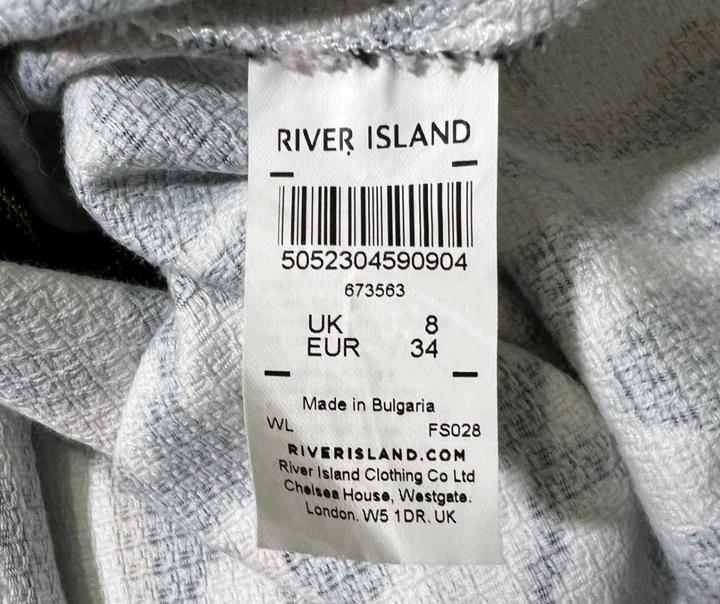 RIVER ISLAND
5052304590904
673563
UK 8
EUR 34
Made in Bulgaria
WL FS028
RIVERISLAND.COM
River Island Clothing Co Ltd
Chelsea House, Westgate.
London. W5 1DR. UK